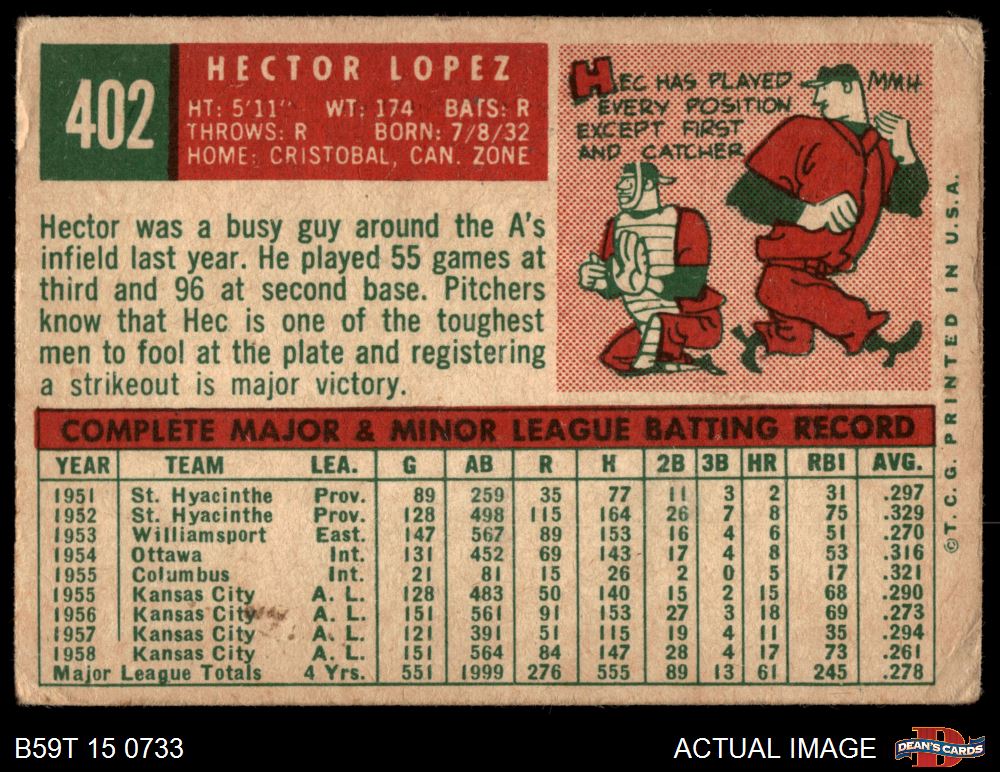 402
HECTOR LOPEZ
HT: 5'11" WT: 174 BATS: R
THROWS: R BORN: 7/8/32
HOME: CRISTOBAL, CAN. ZONE
HEC HAS PLAYED
EVERY POSITION
EXCEPT FIRST
AND CATCHER
MMH
Hector was a busy guy around the A's
infield last year. He played 55 games at
third and 96 at second base. Pitchers
know that Hec is one of the toughest
men to fool at the plate and registering
a strikeout is major victory.
COMPLETE MAJOR & MINOR LEAGUE BATTING RECORD
YEAR TEAM LEA. G AB R H 2B 3B HR RBI AVG.
1951 St. Hyacinthe Prov. 89 259 35 77 11 3 2 31 .297
1952 St. Hyacinthe Prov. 128 498 115 164 26 7 8 75 .329
1953 Williamsport East. 147 567 89 153 16 4 6 51 .270
1954 Ottawa Int. 131 452 69 143 17 4 8 53 .316
1955 Columbus Int. 21 81 15 26 2 0 5 17 .321
1955 Kansas City A. L. 128 483 50 140 15 2 15 68 .290
1956 Kansas City A. L. 151 561 91 153 27 3 18 69 .273
1957 Kansas City A. L. 121 391 51 115 19 4 11 35 .294
1958 Kansas City A. L. 151 564 84 147 28 4 17 73 .261
Major League Totals 4 Yrs. 551 1999 276 555 89 13 61 245 .278
© T. C. G. PRINTED IN U.S.A.
B59T 15 0733
ACTUAL IMAGE
DEAN'S CARDS